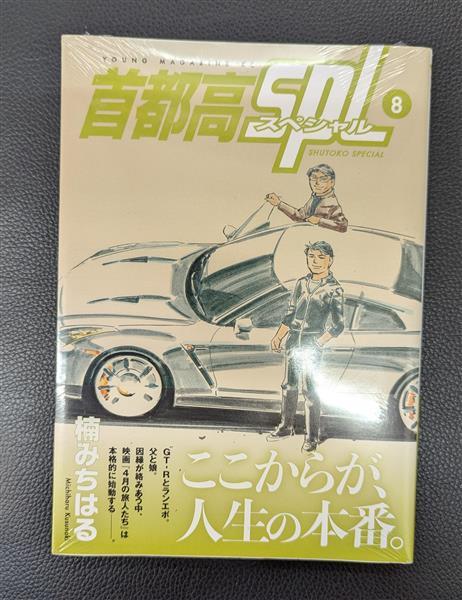 YOUNG MAGAZINE KC
首都高
SPL
スペシャル
SHUTOKO SPECIAL
8
楠みちはる
Michiharu Kusunoki
GT-Rとランエボ。
父と娘。
因縁が絡みあう中、
映画『4月の旅人たち』は
本格的に始動する——。
ここからが、
人生の本番。